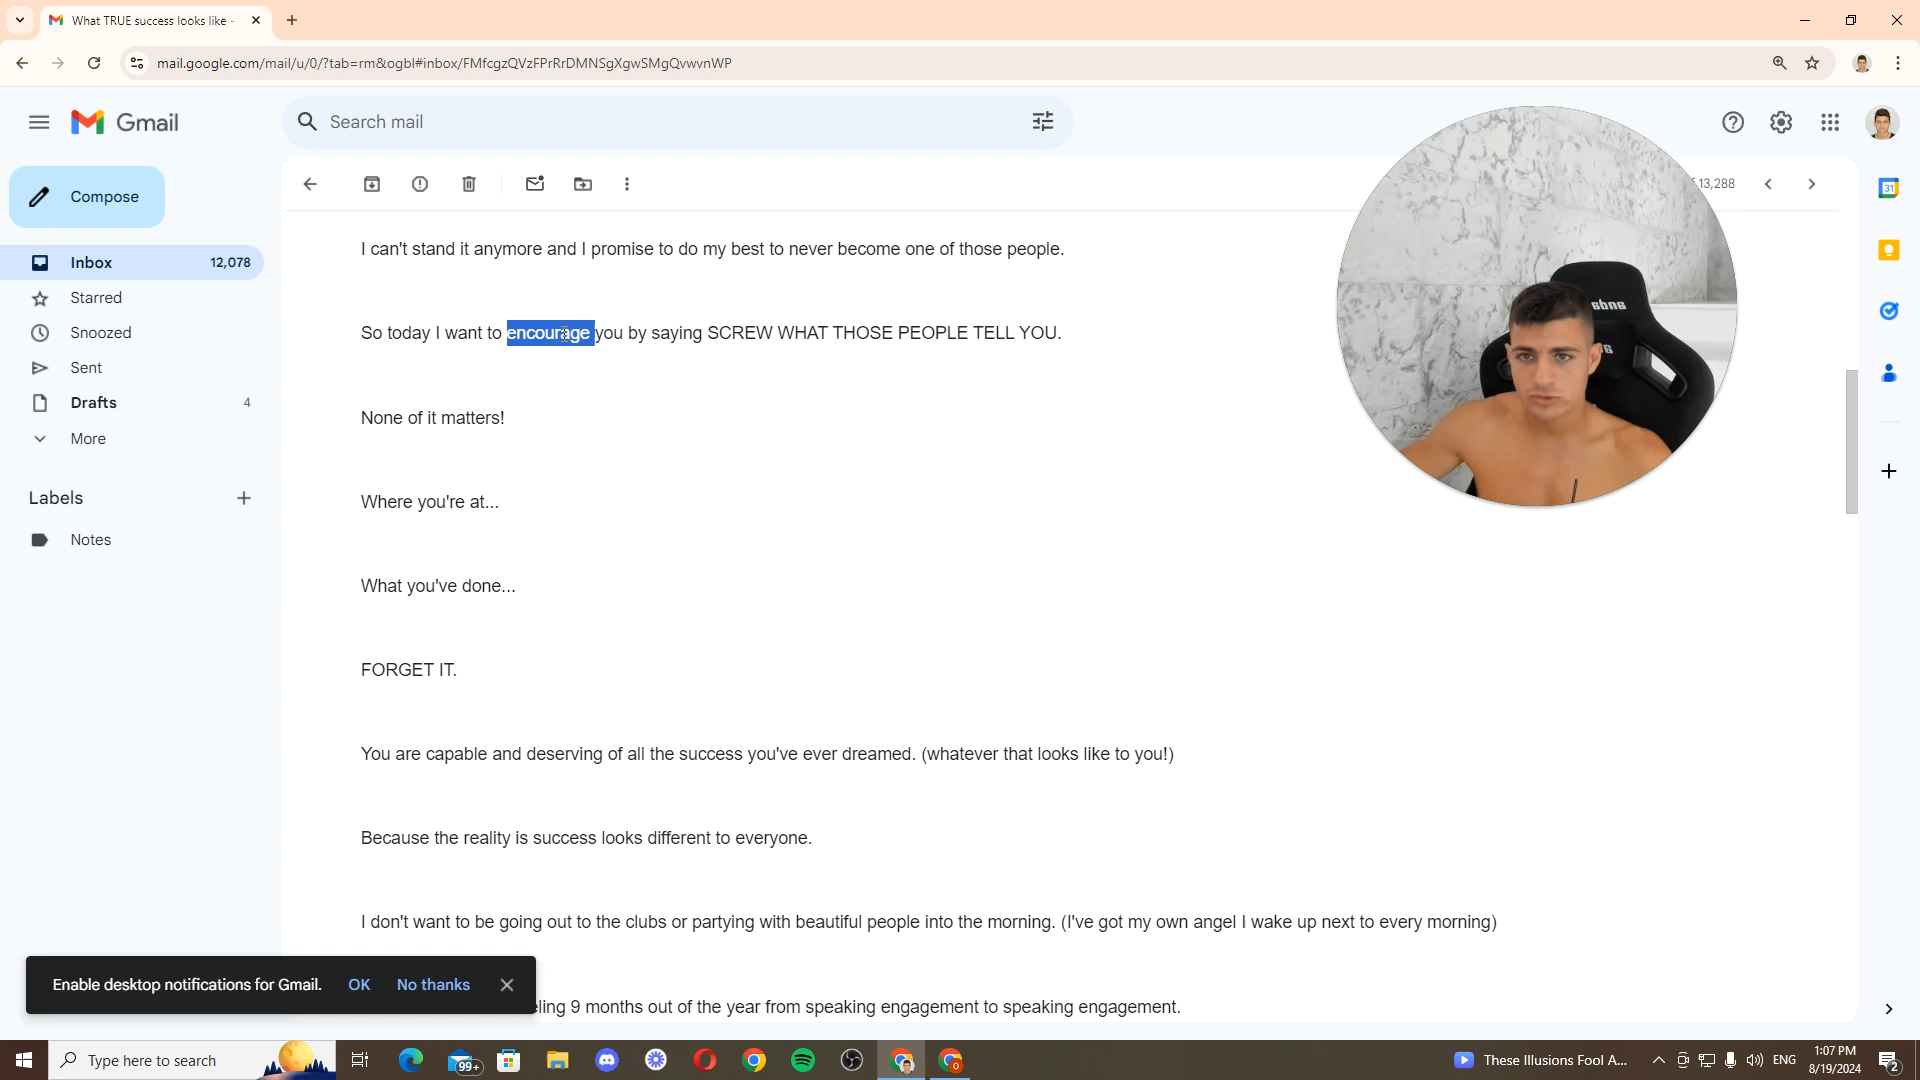 What TRUE success looks like -
mail.google.com/mail/u/0/?tab=rm&ogbl#inbox/FMfcgzQVzFPrRrDMNSgXgwSMgQvwvnWP
Gmail
Search mail
13,288
Compose
Inbox 12,078
Starred
Snoozed
Sent
Drafts 4
More
Labels
Notes
I can't stand it anymore and I promise to do my best to never become one of those people.
So today I want to encourage you by saying SCREW WHAT THOSE PEOPLE TELL YOU.
None of it matters!
Where you're at...
What you've done...
FORGET IT.
You are capable and deserving of all the success you've ever dreamed. (whatever that looks like to you!)
Because the reality is success looks different to everyone.
I don't want to be going out to the clubs or partying with beautiful people into the morning. (I've got my own angel I wake up next to every morning)
eling 9 months out of the year from speaking engagement to speaking engagement.
Enable desktop notifications for Gmail. OK No thanks
31
anda
Type here to search
99+
These Illusions Fool A...
ENG
1:07 PM
8/19/2024
2